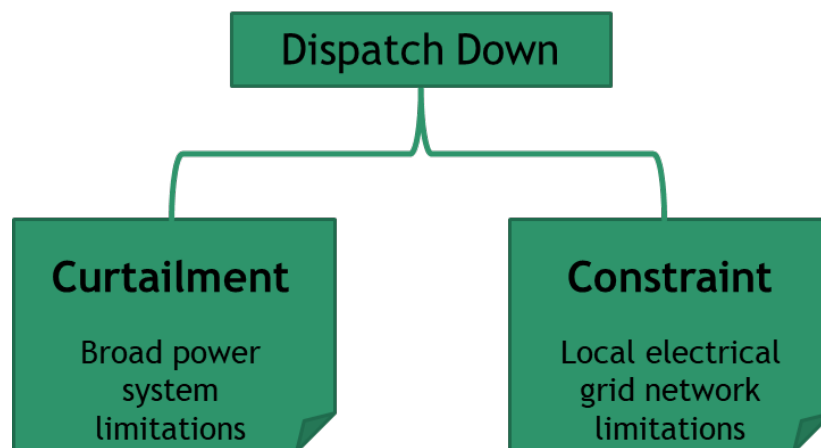 Dispatch Down
Curtailment
Broad power
system
limitations
Constraint
Local electrical
grid network
limitations